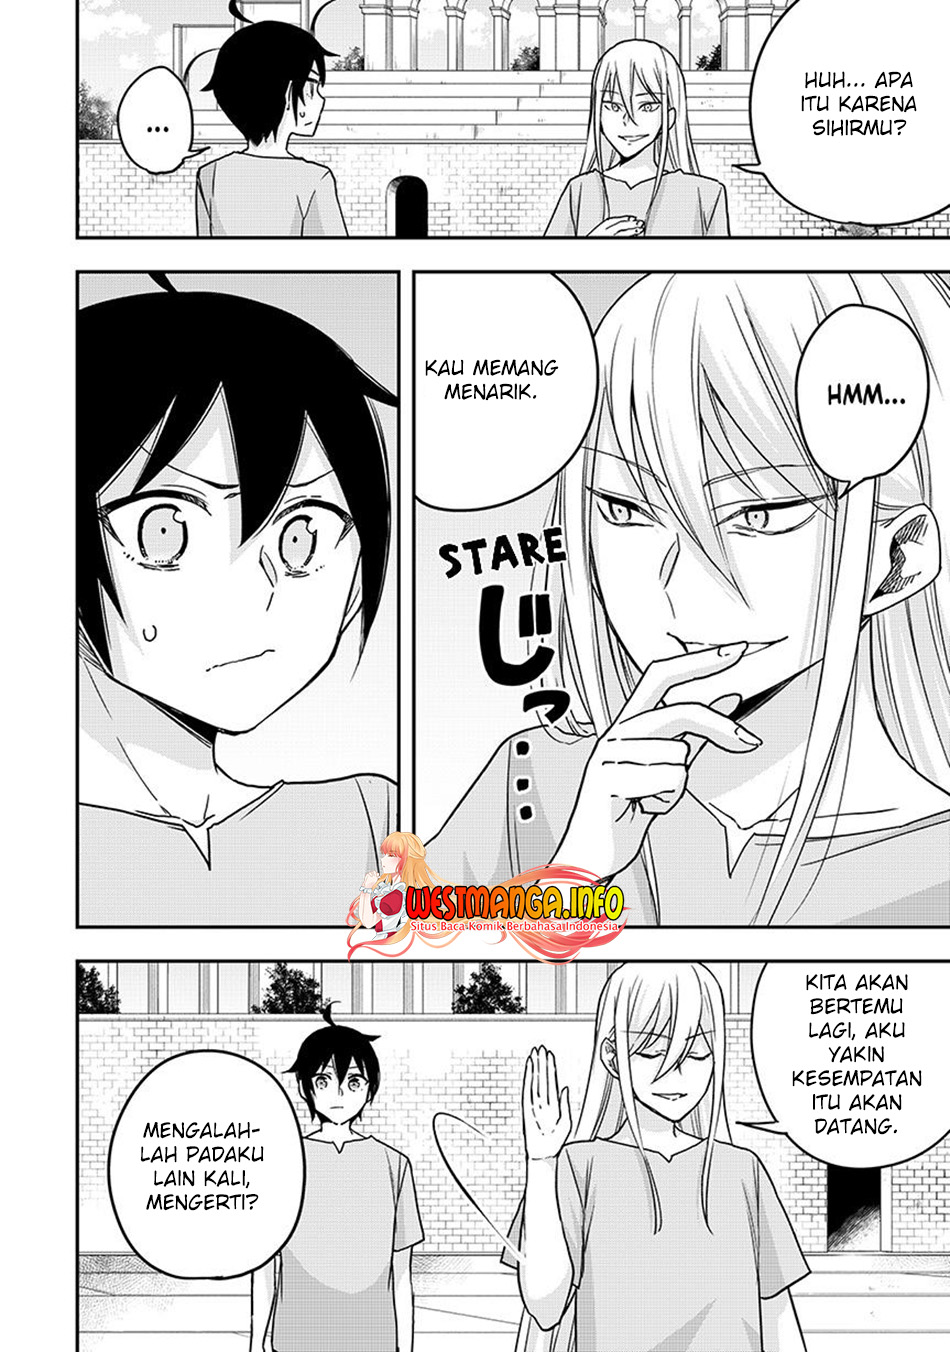 HUH... APA
ITU KARENA
SIHIRMU?
...
HMM...
KAU MEMANG
MENARIK.
STARE
じっ…
WESTMANGA.INFO
Situs Baca Komik Berbahasa Indonesia
KITA AKAN
BERTEMU
LAGI, AKU
YAKIN
KESEMPATAN
ITU AKAN
DATANG.
MENGALAH-
LAH PADAKU
LAIN KALI,
MENGERTI?